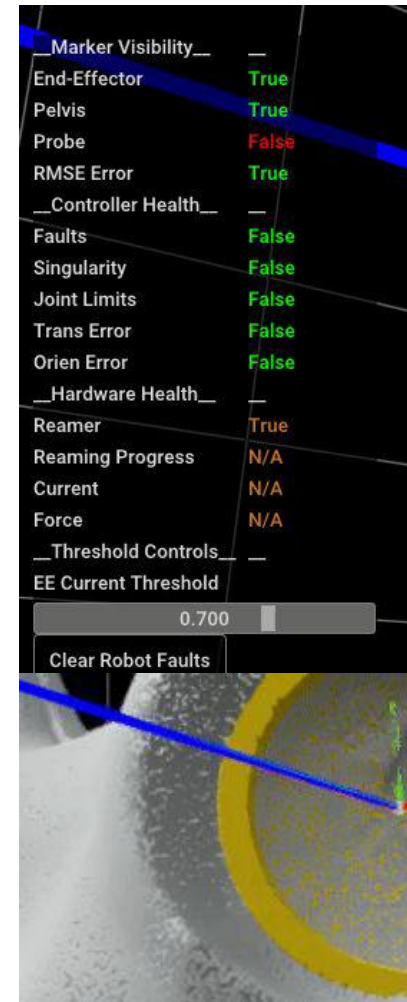 __Marker Visibility__ __
End-Effector True
Pelvis True
Probe False
RMSE Error True
__Controller Health__ __
Faults False
Singularity False
Joint Limits False
Trans Error False
Orien Error False
__Hardware Health__ __
Reamer True
Reaming Progress N/A
Current N/A
Force N/A
__Threshold Controls__ __
EE Current Threshold
0.700
Clear Robot Faults